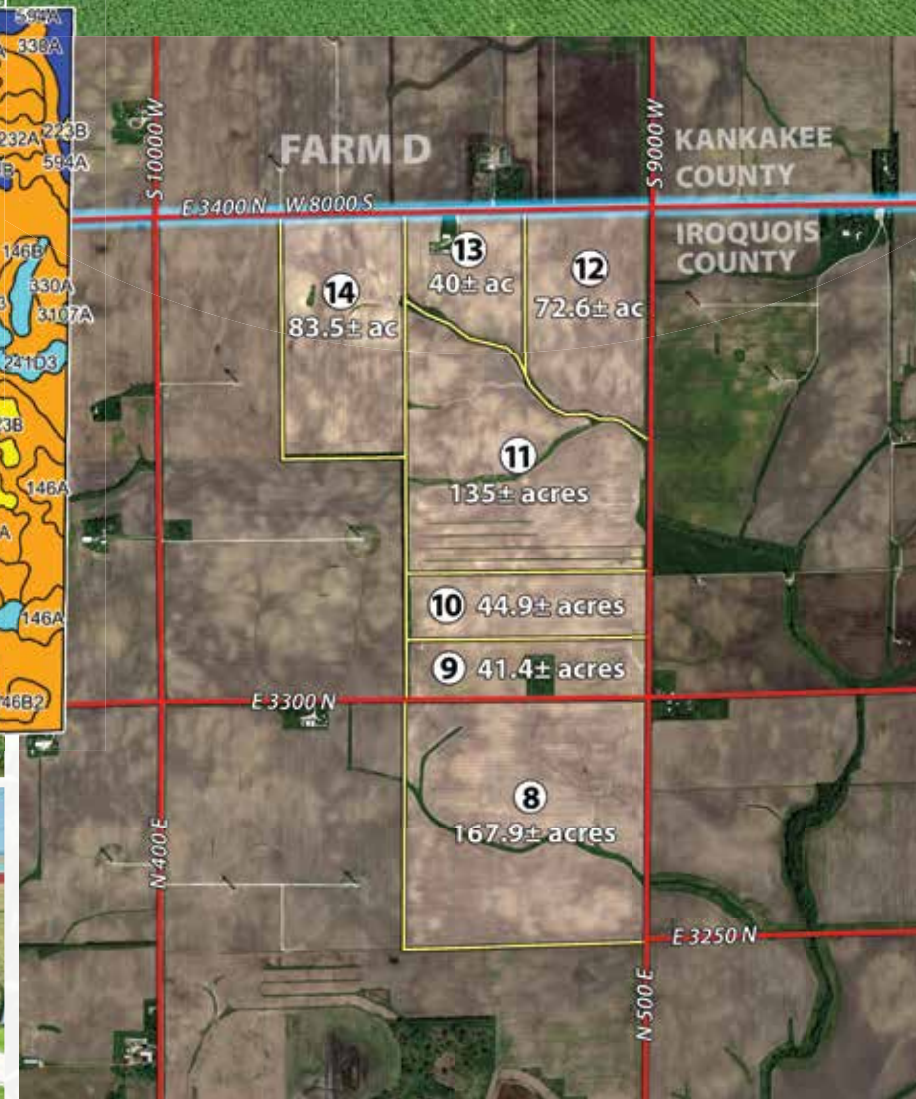 594A
330A
232A
223B
594A
146B
330A
3107A
241D3
23B
146A
146A
46B2
S 10000 W
FARM D
S 9000 W
KANKAKEE
COUNTY
E 3400 N W 8000 S
IROQUOIS
COUNTY
13
40± ac
12
72.6± ac
14
83.5± ac
11
135± acres
10 44.9± acres
9 41.4± acres
E 3300 N
8
167.9± acres
N 400 E
E 3250 N
N 500 E